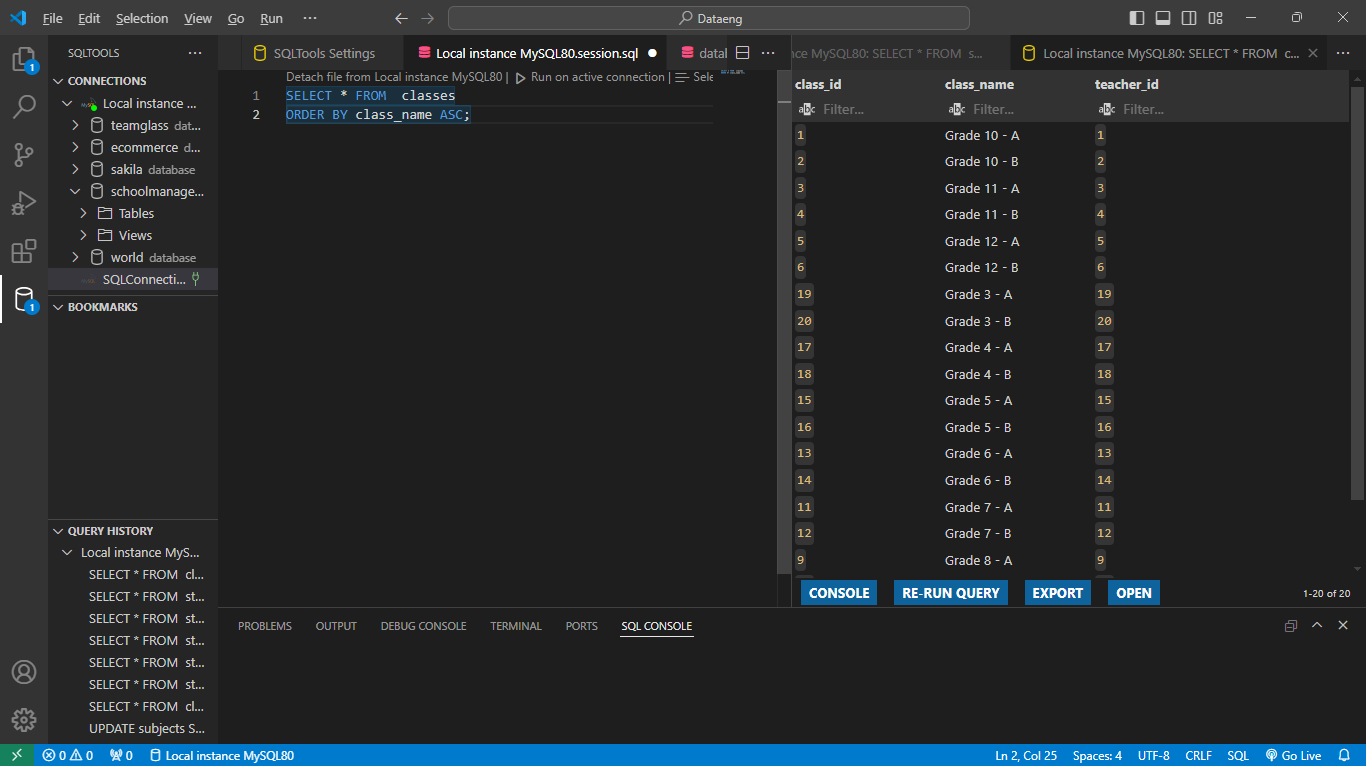 File Edit Selection View Go Run ···
Dataeng
SQLTOOLS
CONNECTIONS
Local instance ...
teamglass dat...
ecommerce d...
sakila database
schoolmanage...
Tables
Views
world database
SQLConnecti...
BOOKMARKS
QUERY HISTORY
Local instance MyS...
SELECT * FROM cl...
SELECT * FROM st...
SELECT * FROM st...
SELECT * FROM st...
SELECT * FROM st...
SELECT * FROM st...
SELECT * FROM cl...
UPDATE subjects S...
1
1
SQLTools Settings
Local instance MySQL80.session.sql
datal
Detach file from Local instance MySQL80 | Run on active connection | Sele
1 SELECT * FROM classes
2 ORDER BY class_name ASC;
nce MySQL80: SELECT * FROM s...
Local instance MySQL80: SELECT * FROM c...
class_id class_name teacher_id
abc Filter... abc Filter... abc Filter...
1 Grade 10 - A 1
2 Grade 10 - B 2
3 Grade 11 - A 3
4 Grade 11 - B 4
5 Grade 12 - A 5
6 Grade 12 - B 6
19 Grade 3 - A 19
20 Grade 3 - B 20
17 Grade 4 - A 17
18 Grade 4 - B 18
15 Grade 5 - A 15
16 Grade 5 - B 16
13 Grade 6 - A 13
14 Grade 6 - B 14
11 Grade 7 - A 11
12 Grade 7 - B 12
9 Grade 8 - A 9
CONSOLE RE-RUN QUERY EXPORT OPEN 1-20 of 20
PROBLEMS OUTPUT DEBUG CONSOLE TERMINAL PORTS SQL CONSOLE
0 0 0 Local instance MySQL80 Ln 2, Col 25 Spaces: 4 UTF-8 CRLF SQL Go Live